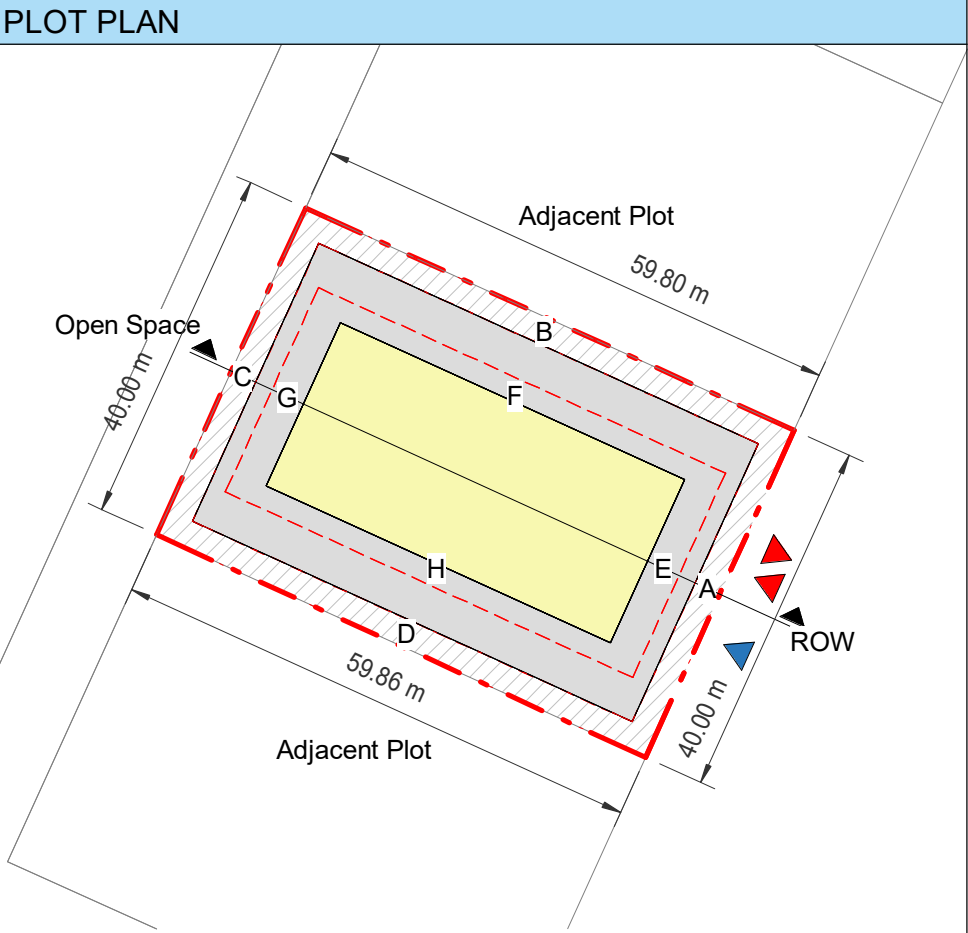 PLOT PLAN
Adjacent Plot
59.80 m
Open Space
40.00 m
B
C
G
F
E
A
H
D
ROW
59.86 m
40.00 m
Adjacent Plot